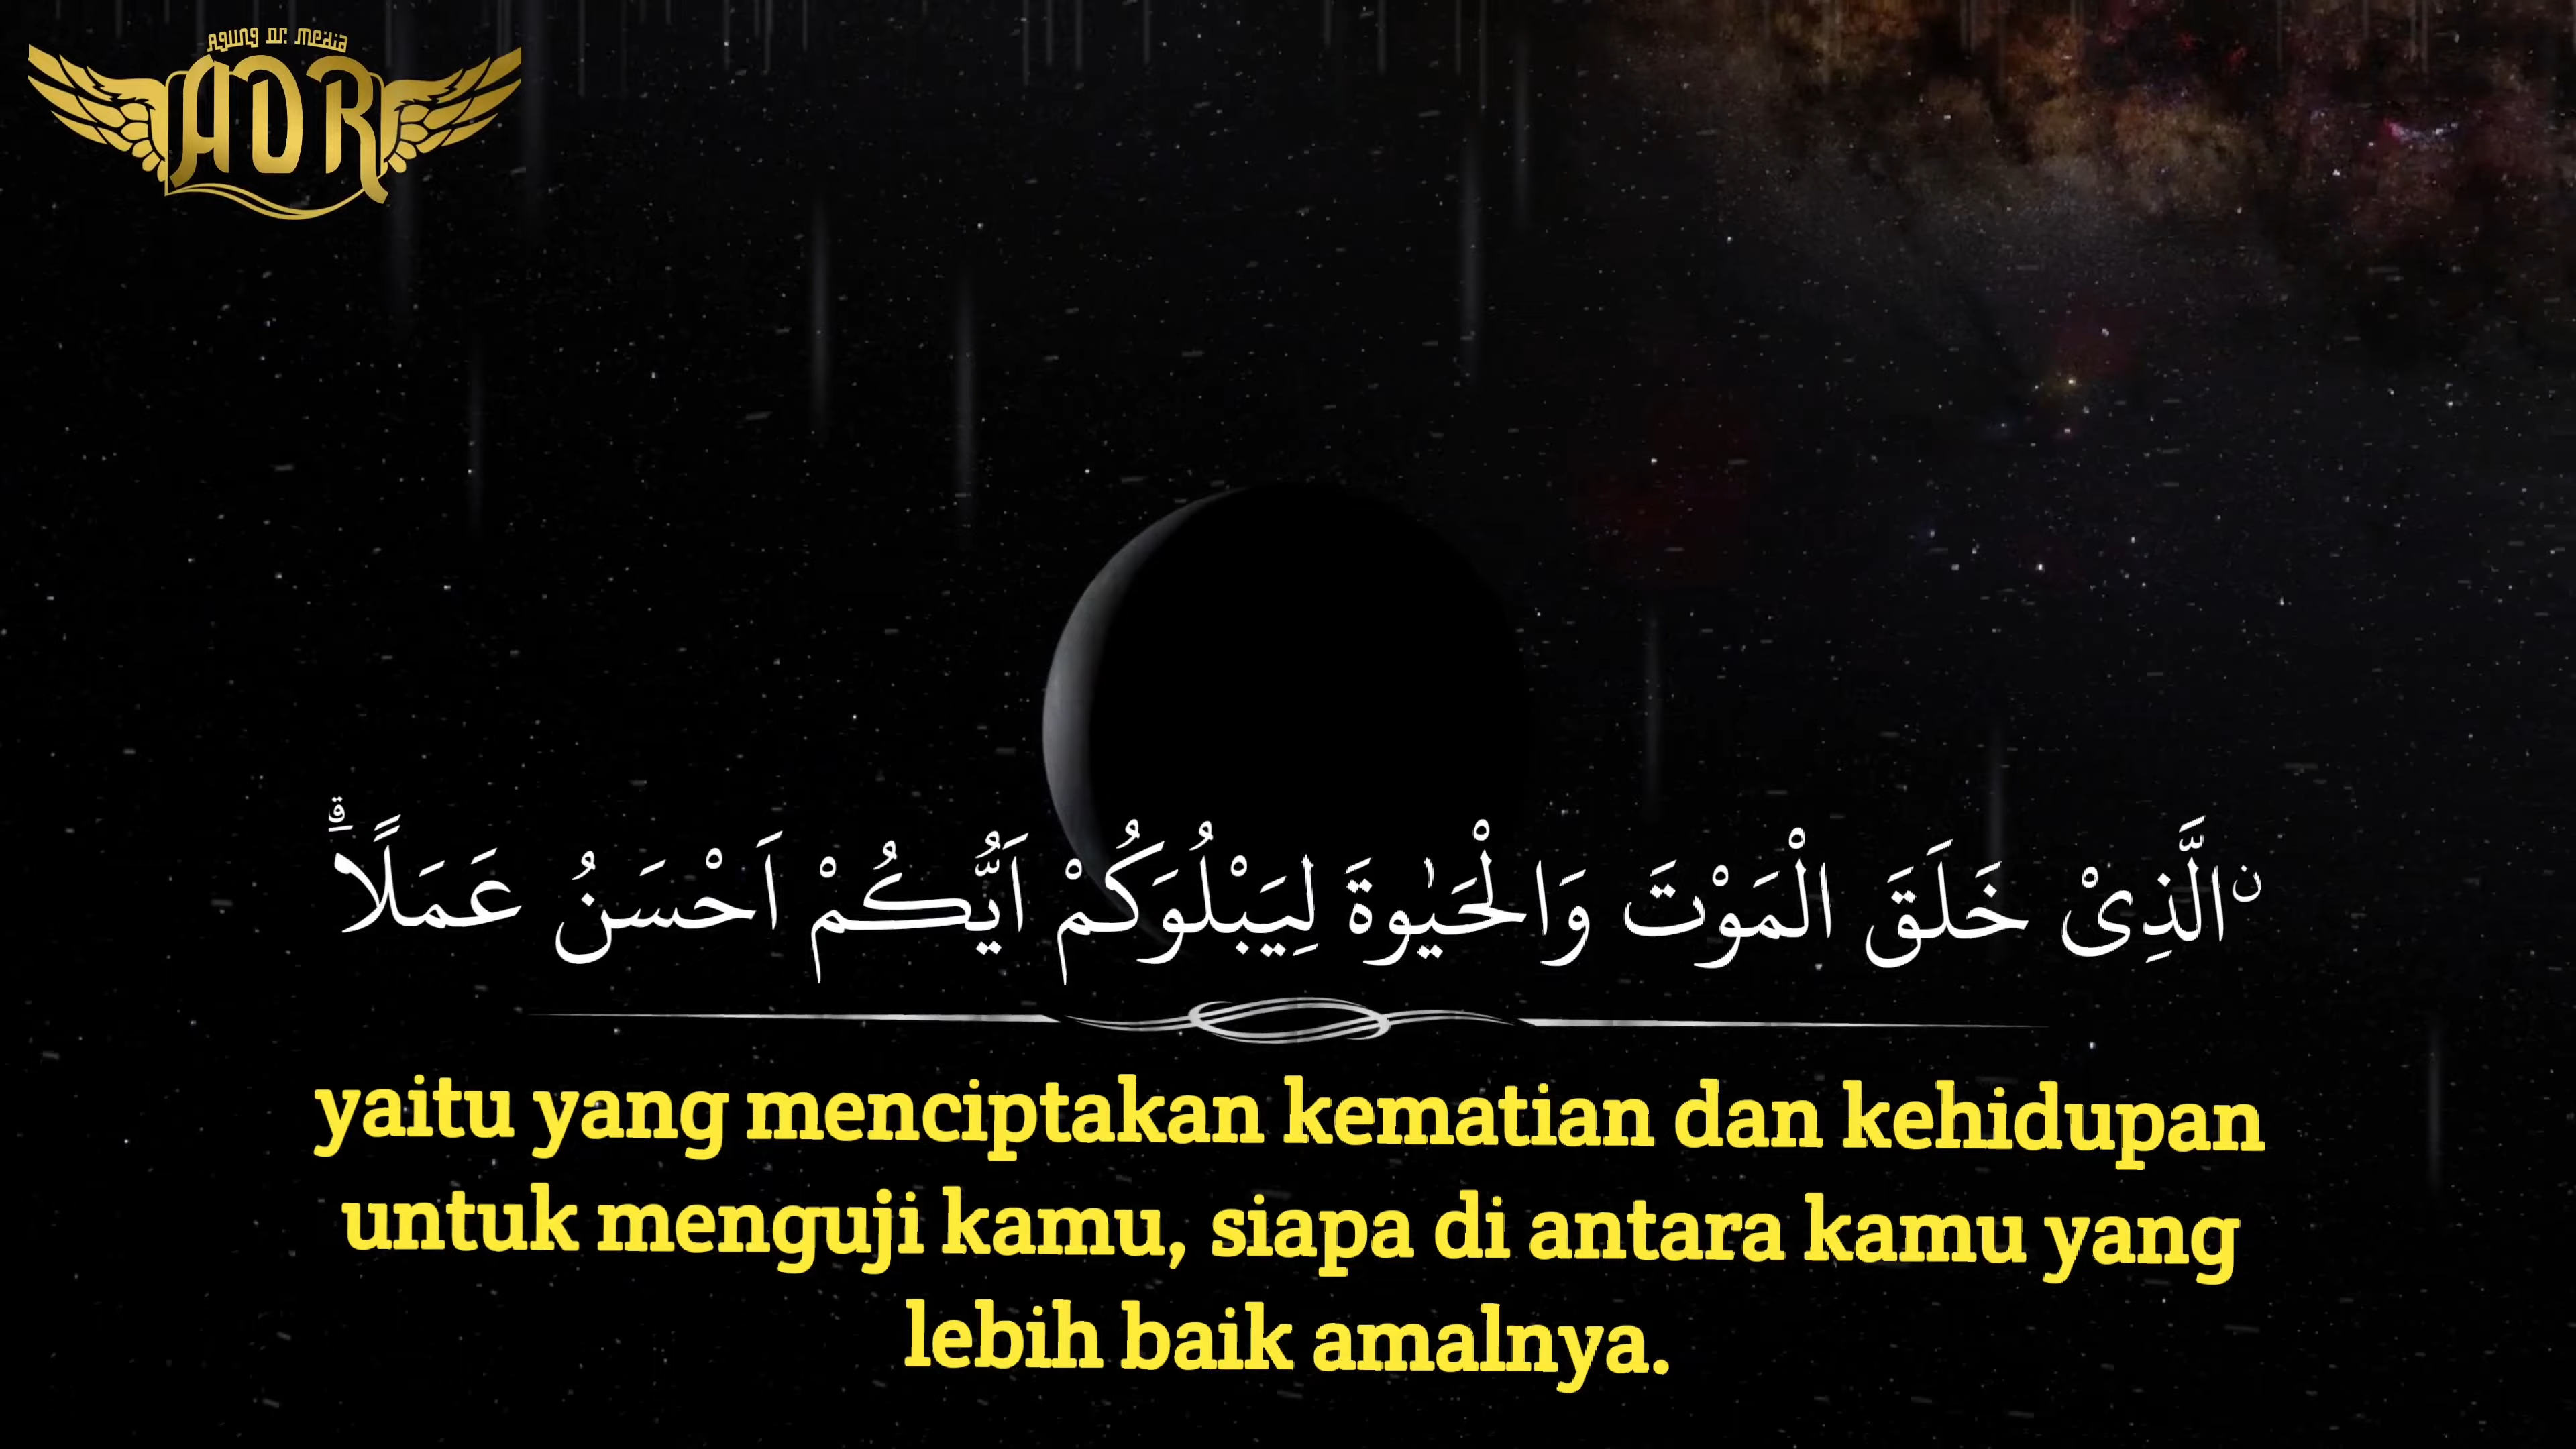 Agung Dr. Media
ADR
نِالَّذِيْ خَلَقَ الْمَوْتَ وَالْحَيٰوةَ لِيَبْلُوَكُمْ اَيُّكُمْ اَحْسَنُ عَمَلًاۗ
yaitu yang menciptakan kematian dan kehidupan
untuk menguji kamu, siapa di antara kamu yang
lebih baik amalnya.